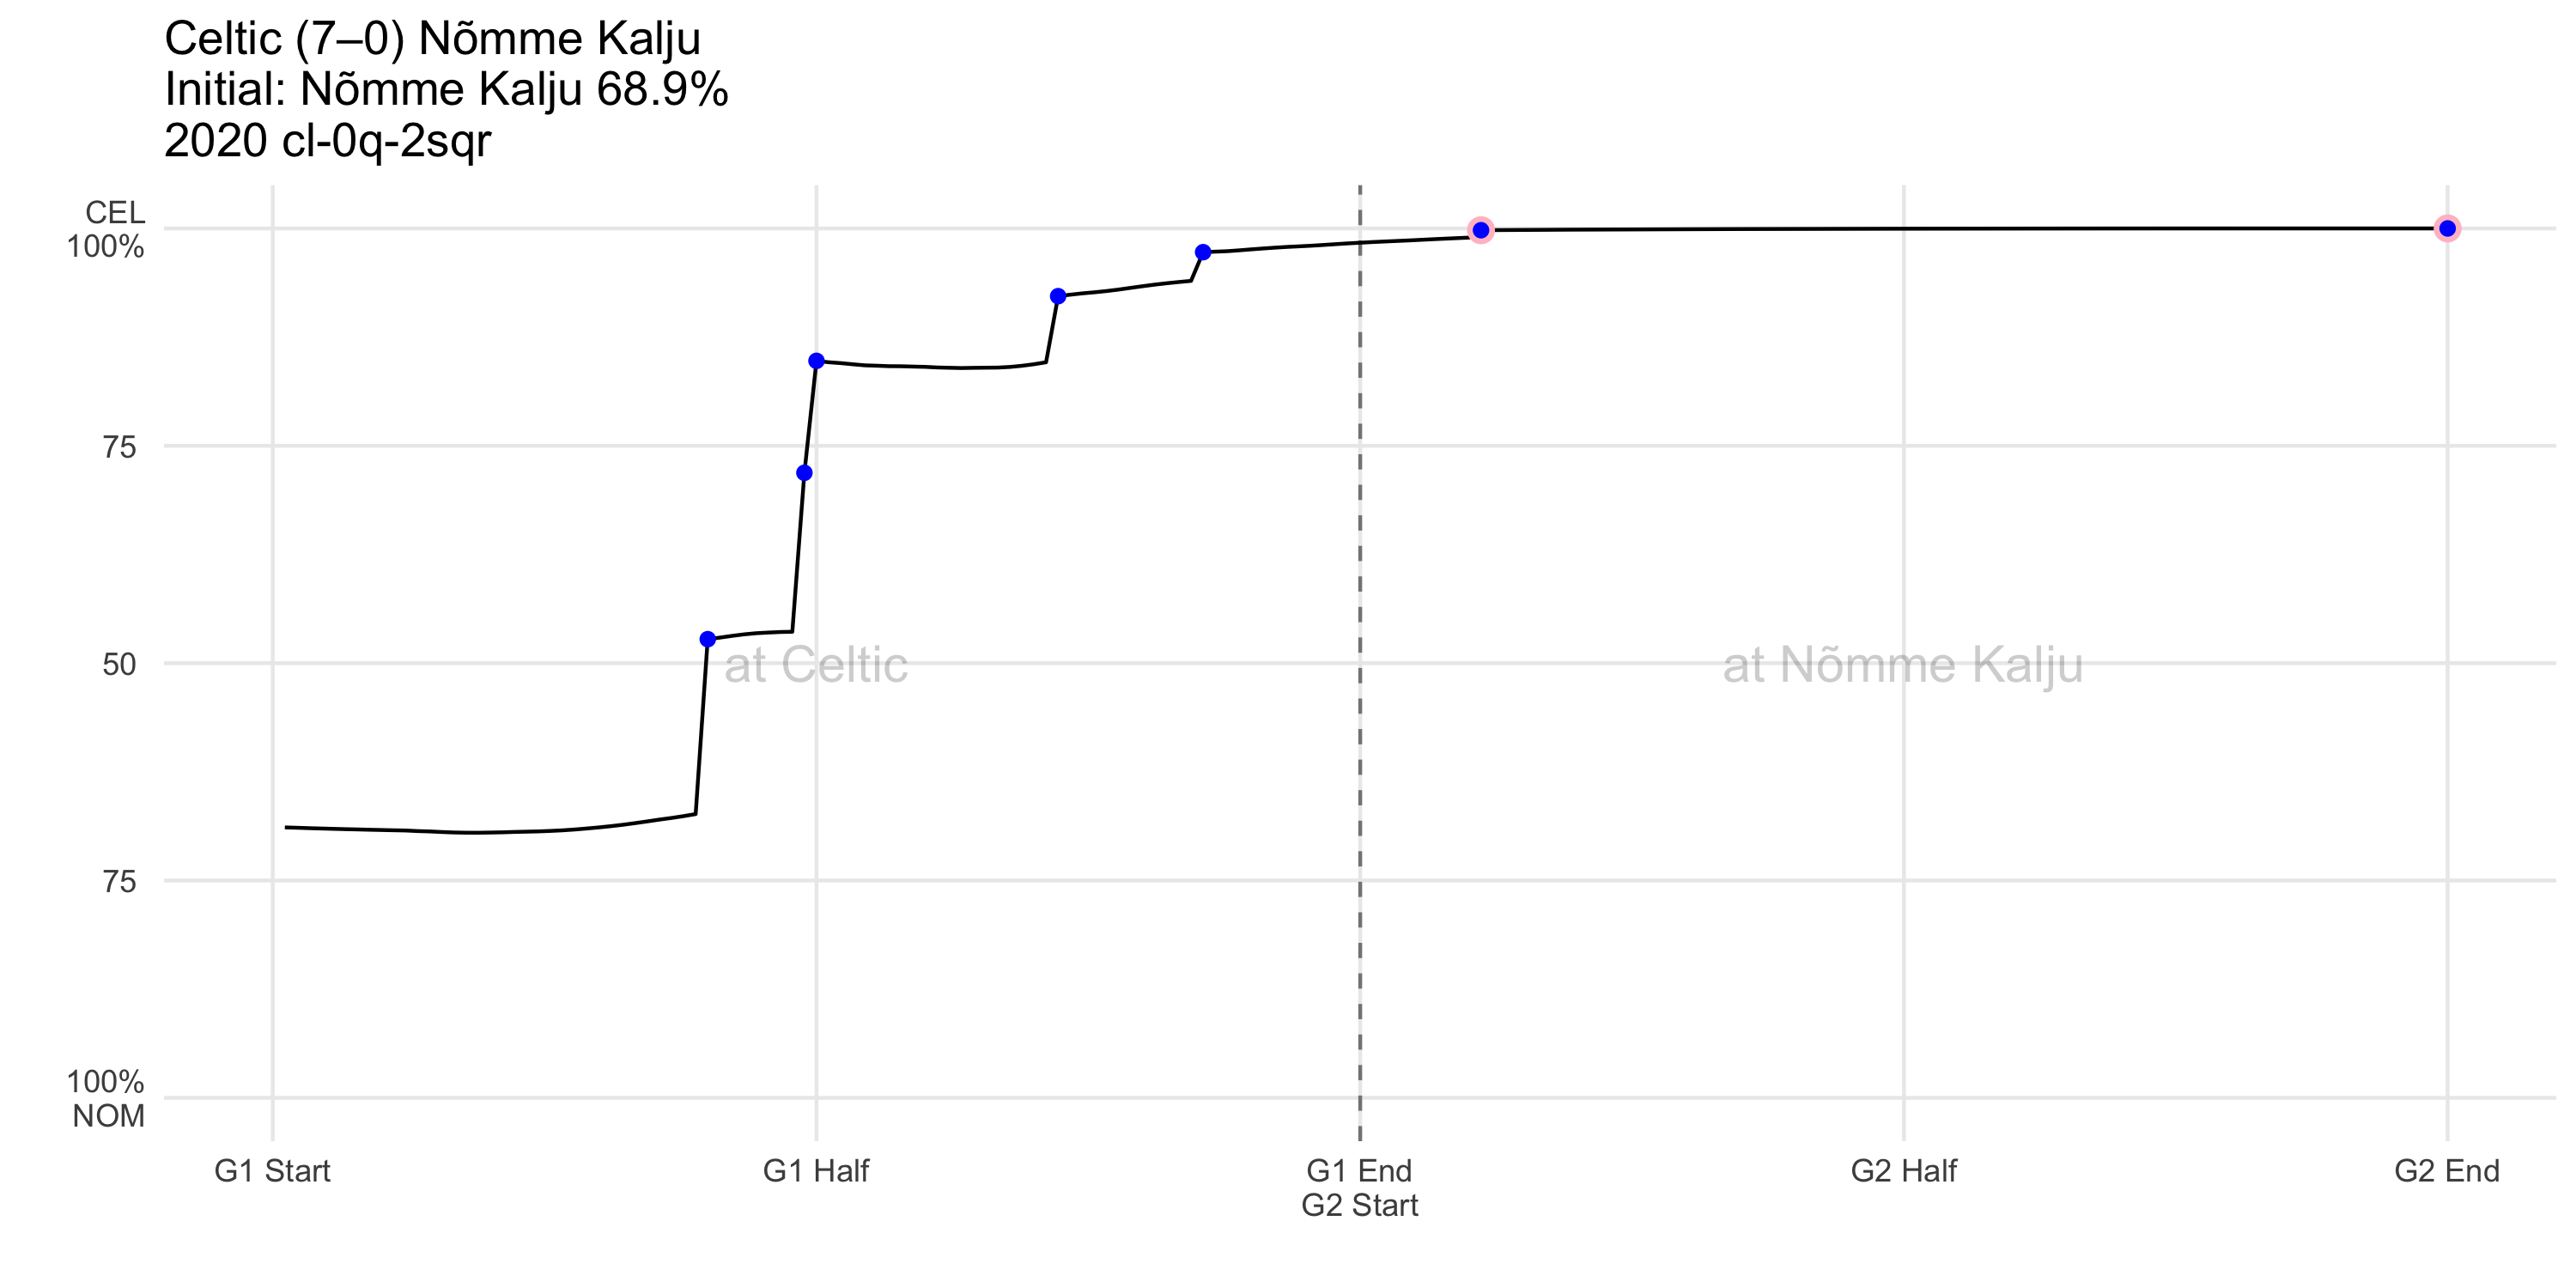 Celtic (7–0) Nõmme Kalju
Initial: Nõmme Kalju 68.9%
2020 cl-0q-2sqr
CEL
100%
75
50
75
100%
NOM
at Celtic
at Nõmme Kalju
G1 Start
G1 Half
G1 End
G2 Start
G2 Half
G2 End